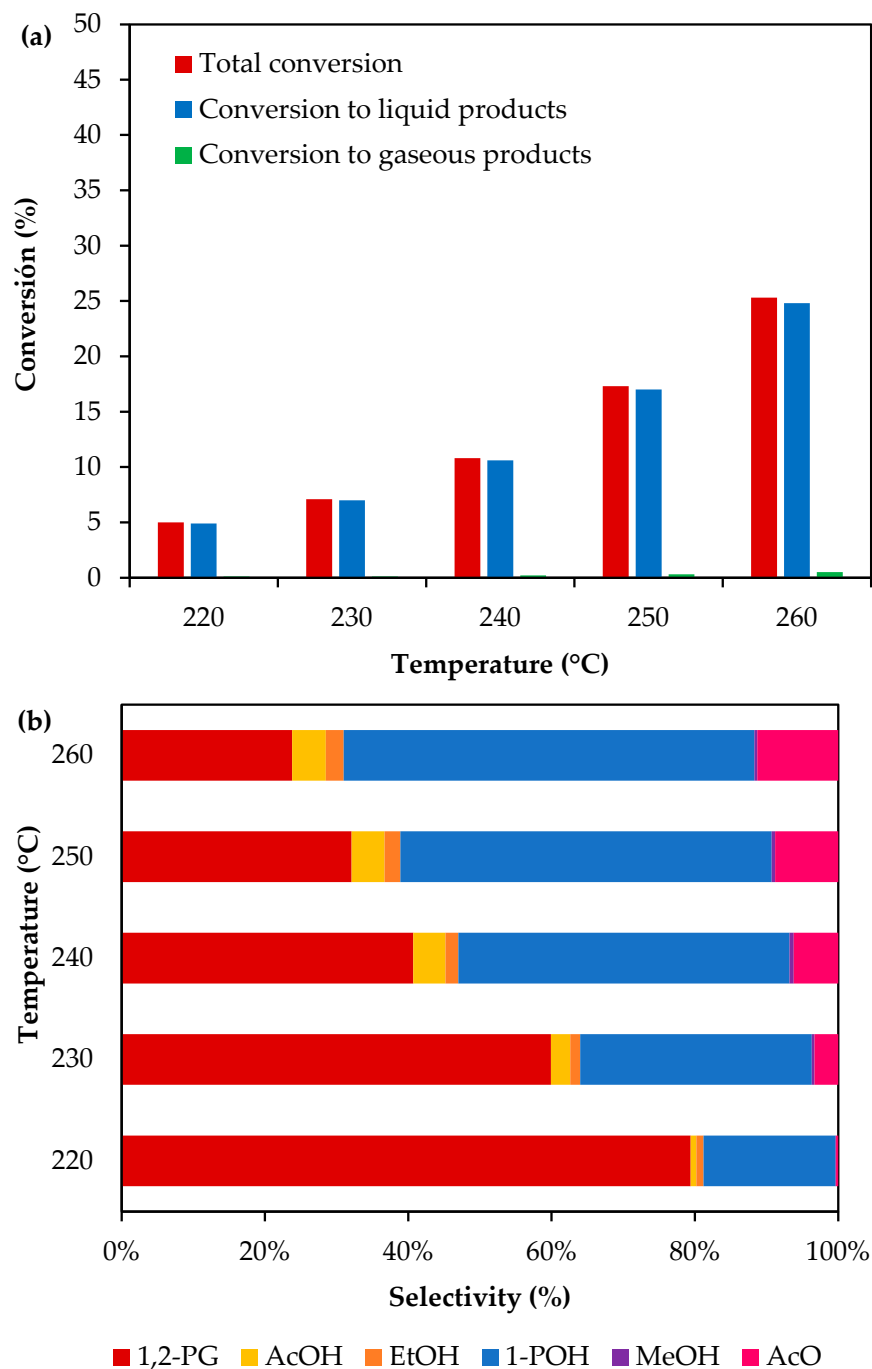 (a)
50
45
40
35
30
25
20
15
10
5
0
Conversión (%)
Total conversion
Conversion to liquid products
Conversion to gaseous products
220 230 240 250 260
Temperature (°C)
(b)
Temperature (°C)
260
250
240
230
220
0% 20% 40% 60% 80% 100%
Selectivity (%)
1,2-PG AcOH EtOH 1-POH MeOH AcO